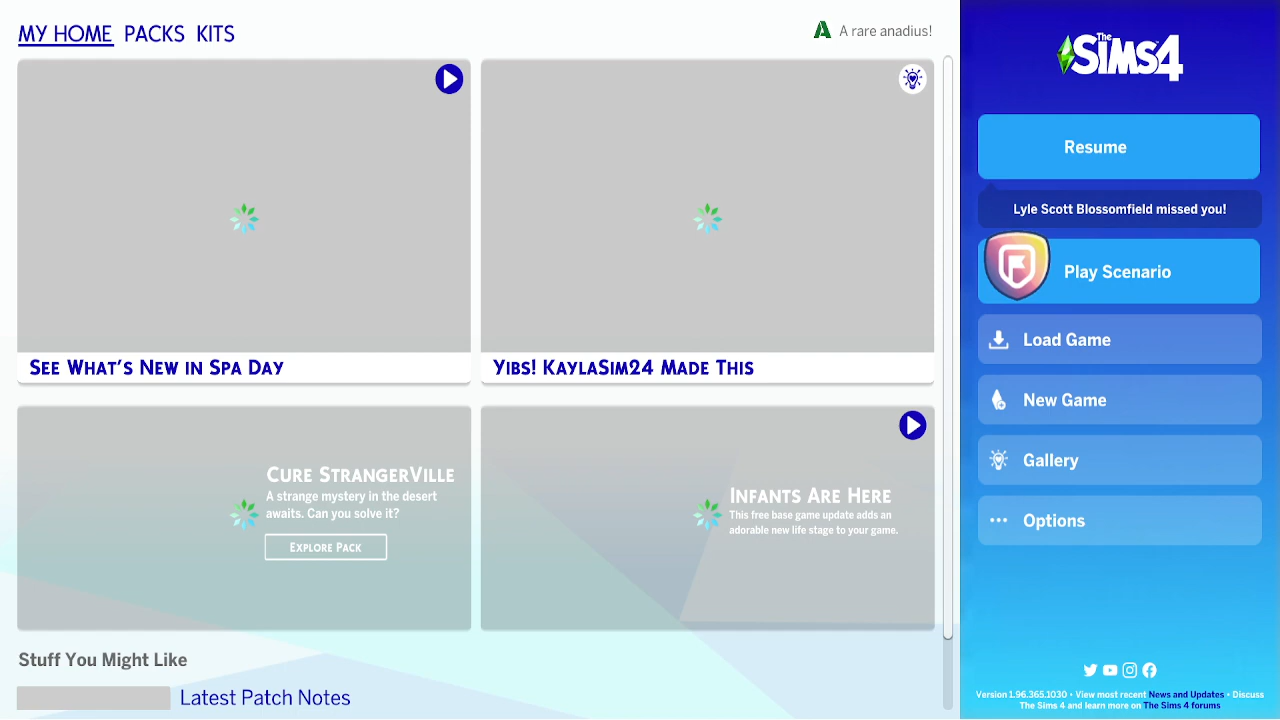 MY HOME PACKS KITS
A rare anadius!
SEE WHAT'S NEW IN SPA DAY
YIBS! KAYLASIM24 MADE THIS
CURE STRANGERVILLE
A strange mystery in the desert
awaits. Can you solve it?
EXPLORE PACK
INFANTS ARE HERE
This free base game update adds an
adorable new life stage to your game.
Stuff You Might Like
Latest Patch Notes
The SiMS 4
Resume
Lyle Scott Blossomfield missed you!
Play Scenario
Load Game
New Game
Gallery
Options
Version 1.96.365.1030 • View most recent News and Updates • Discuss
The Sims 4 and learn more on The Sims 4 forums